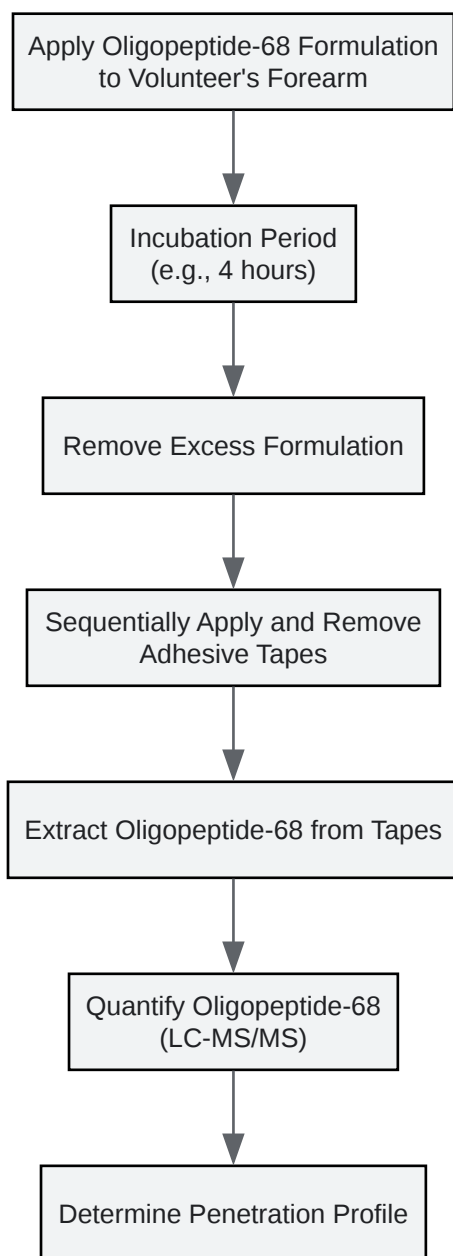 Apply Oligopeptide-68 Formulation
to Volunteer's Forearm
Incubation Period
(e.g., 4 hours)
Remove Excess Formulation
Sequentially Apply and Remove
Adhesive Tapes
Extract Oligopeptide-68 from Tapes
Quantify Oligopeptide-68
(LC-MS/MS)
Determine Penetration Profile